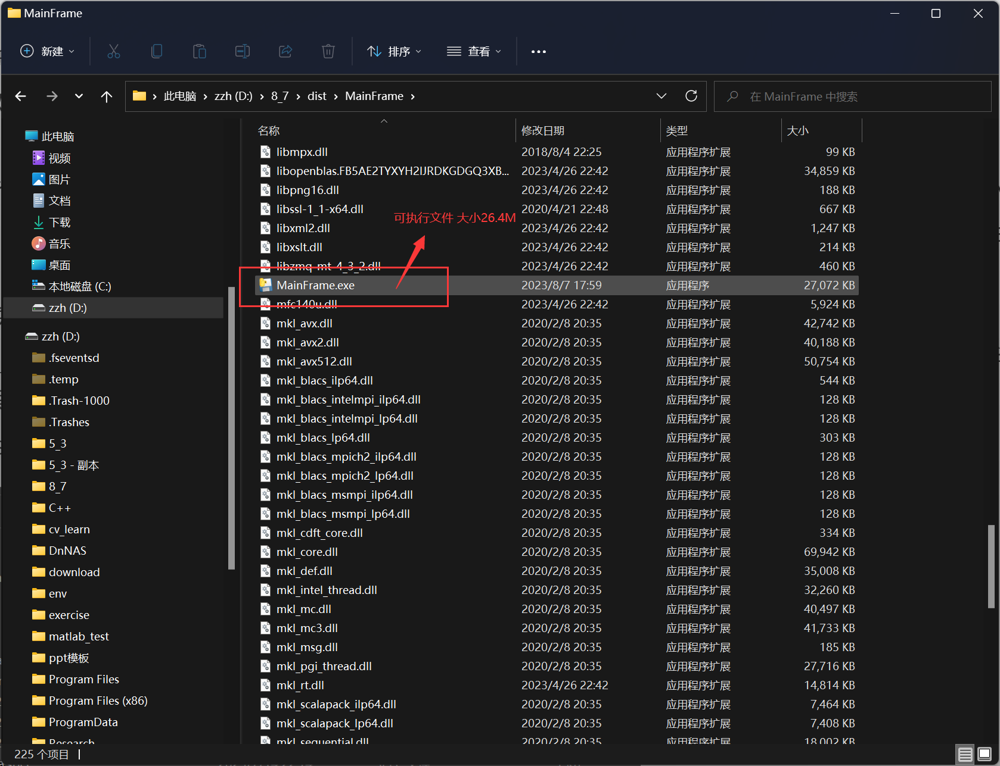 MainFrame
新建
排序
查看
此电脑 zzh (D:) 8_7 dist MainFrame
在 MainFrame 中搜索
此电脑
视频
图片
文档
下载
音乐
桌面
本地磁盘 (C:)
zzh (D:)
zzh (D:)
.fseventsd
.temp
.Trash-1000
.Trashes
5_3
5_3 - 副本
8_7
C++
cv_learn
DnNAS
download
env
exercise
matlab_test
ppt模板
Program Files
Program Files (x86)
ProgramData
Research
名称 修改日期 类型 大小
libmpx.dll 2018/8/4 22:25 应用程序扩展 99 KB
libopenblas.FB5AE2TYXYH2IJRDKGDGQ3XB... 2023/4/26 22:42 应用程序扩展 34,859 KB
libpng16.dll 2023/4/26 22:42 应用程序扩展 188 KB
libssl-1_1-x64.dll 2020/4/21 22:48 应用程序扩展 667 KB
可执行文件 大小26.4M
libxml2.dll 2023/4/26 22:42 应用程序扩展 1,247 KB
libxslt.dll 2023/4/26 22:42 应用程序扩展 214 KB
libzmq-mt-4_3_2.dll 2023/4/26 22:42 应用程序扩展 460 KB
MainFrame.exe 2023/8/7 17:59 应用程序 27,072 KB
mfc140u.dll 2023/4/26 22:42 应用程序扩展 5,924 KB
mkl_avx.dll 2020/2/8 20:35 应用程序扩展 42,742 KB
mkl_avx2.dll 2020/2/8 20:35 应用程序扩展 40,188 KB
mkl_avx512.dll 2020/2/8 20:35 应用程序扩展 50,754 KB
mkl_blacs_ilp64.dll 2020/2/8 20:35 应用程序扩展 544 KB
mkl_blacs_intelmpi_ilp64.dll 2020/2/8 20:35 应用程序扩展 128 KB
mkl_blacs_intelmpi_lp64.dll 2020/2/8 20:35 应用程序扩展 128 KB
mkl_blacs_lp64.dll 2020/2/8 20:35 应用程序扩展 303 KB
mkl_blacs_mpich2_ilp64.dll 2020/2/8 20:35 应用程序扩展 128 KB
mkl_blacs_mpich2_lp64.dll 2020/2/8 20:35 应用程序扩展 128 KB
mkl_blacs_msmpi_ilp64.dll 2020/2/8 20:35 应用程序扩展 128 KB
mkl_blacs_msmpi_lp64.dll 2020/2/8 20:35 应用程序扩展 128 KB
mkl_cdft_core.dll 2020/2/8 20:35 应用程序扩展 334 KB
mkl_core.dll 2020/2/8 20:35 应用程序扩展 69,942 KB
mkl_def.dll 2020/2/8 20:35 应用程序扩展 35,008 KB
mkl_intel_thread.dll 2020/2/8 20:35 应用程序扩展 32,260 KB
mkl_mc.dll 2020/2/8 20:35 应用程序扩展 40,497 KB
mkl_mc3.dll 2020/2/8 20:35 应用程序扩展 41,733 KB
mkl_msg.dll 2020/2/8 20:35 应用程序扩展 185 KB
mkl_pgi_thread.dll 2020/2/8 20:35 应用程序扩展 27,716 KB
mkl_rt.dll 2023/4/26 22:42 应用程序扩展 14,814 KB
mkl_scalapack_ilp64.dll 2020/2/8 20:35 应用程序扩展 7,464 KB
mkl_scalapack_lp64.dll 2020/2/8 20:35 应用程序扩展 7,408 KB
mkl_sequential.dll 2020/2/8 20:35 应用程序扩展 18,002 KB
225 个项目